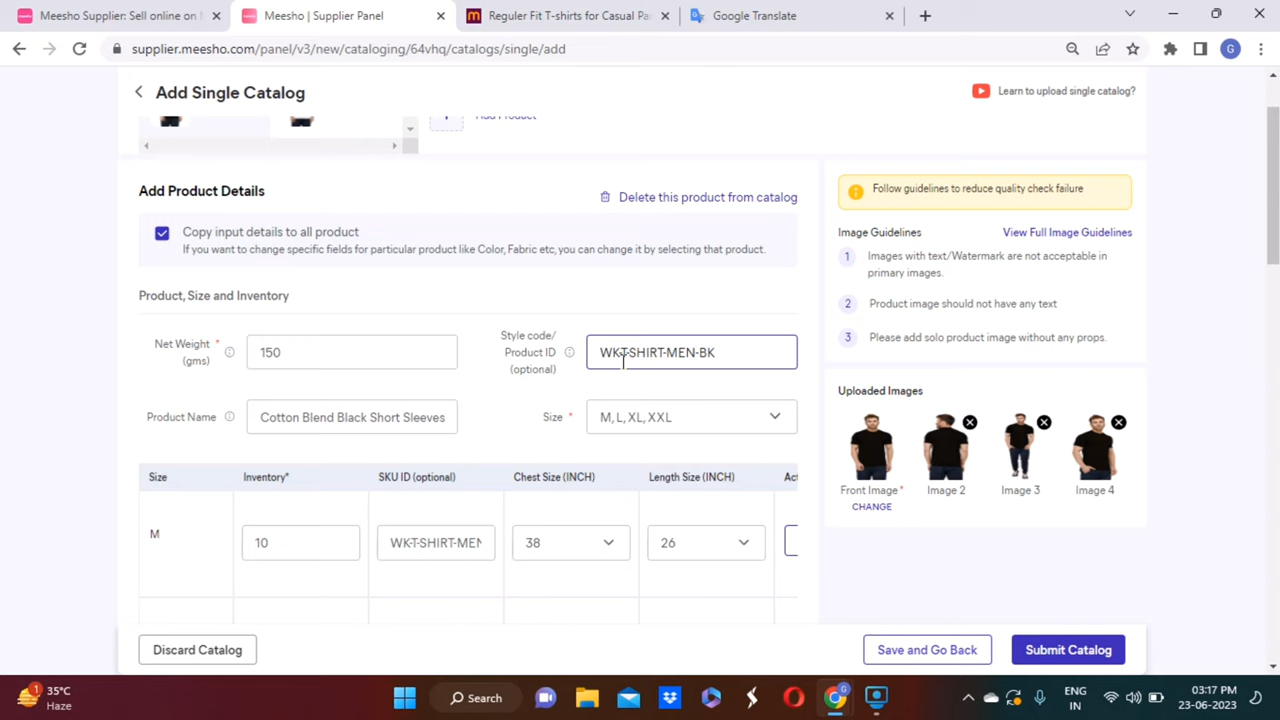 Meesho Supplier: Sell online on
Meesho | Supplier Panel
Reguler Fit T-shirts for Casual Par
Google Translate
supplier.meesho.com/panel/v3/new/cataloging/64vhq/catalogs/single/add
G
Add Single Catalog
Learn to upload single catalog?
Add Product
Add Product Details
Delete this product from catalog
Copy input details to all product
If you want to change specific fields for particular product like Color, Fabric etc, you can change it by selecting that product.
Product, Size and Inventory
Net Weight * (gms)
150
Style code/
Product ID
(optional)
WK-T-SHIRT-MEN-BK
Product Name
Cotton Blend Black Short Sleeves
Size *
M, L, XL, XXL
Size
Inventory*
SKU ID (optional)
Chest Size (INCH)
Length Size (INCH)
Act
M
10
WK-T-SHIRT-MEN
38
26
Follow guidelines to reduce quality check failure
Image Guidelines
View Full Image Guidelines
1 Images with text/Watermark are not acceptable in
primary images.
2 Product image should not have any text
3 Please add solo product image without any props.
Uploaded Images
Front Image *
Image 2
Image 3
Image 4
CHANGE
Discard Catalog
Save and Go Back
Submit Catalog
1
35°C
Haze
Search
G
ENG
IN
03:17 PM
23-06-2023